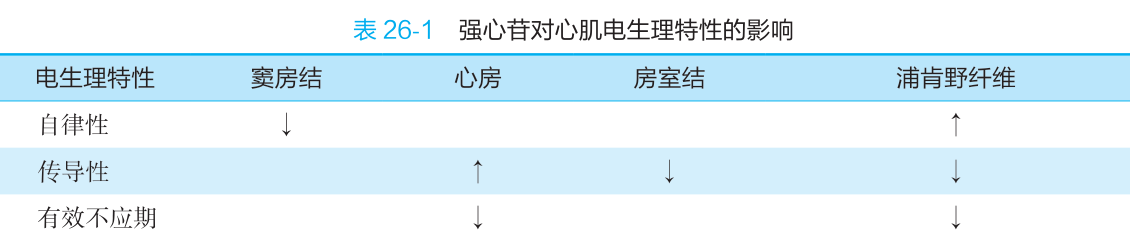 表 26-1 强心苷对心肌电生理特性的影响
电生理特性 窦房结 心房 房室结 浦肯野纤维
自律性 ↓ ↑
传导性 ↑ ↓ ↓
有效不应期 ↓ ↓